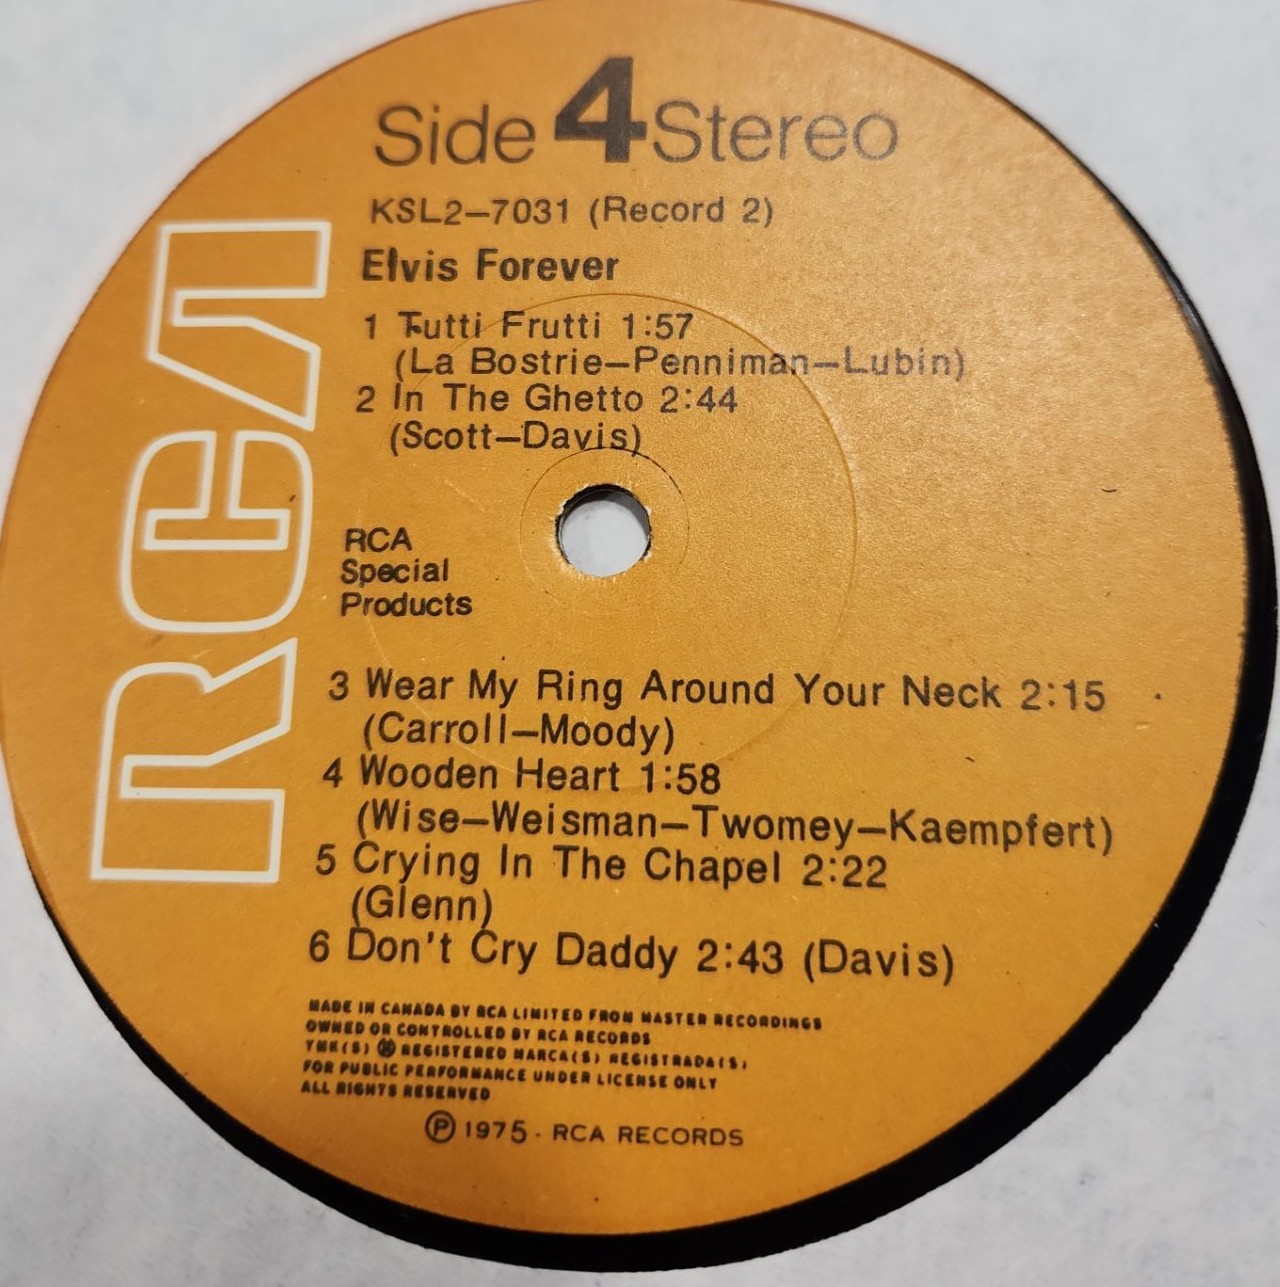 Side 4 Stereo
KSL2–7031 (Record 2)
Elvis Forever
1 Tutti Frutti 1:57
(La Bostrie–Penniman–Lubin)
2 In The Ghetto 2:44
(Scott–Davis)
RCA
RCA
Special
Products
3 Wear My Ring Around Your Neck 2:15
(Carroll–Moody)
4 Wooden Heart 1:58
(Wise–Weisman–Twomey–Kaempfert)
5 Crying In The Chapel 2:22
(Glenn)
6 Don't Cry Daddy 2:43 (Davis)
MADE IN CANADA BY RCA LIMITED FROM MASTER RECORDINGS
OWNED OR CONTROLLED BY RCA RECORDS
TMK(S) ® REGISTERED MARCA(S) REGISTRADA(S)
FOR PUBLIC PERFORMANCE UNDER LICENSE ONLY
ALL RIGHTS RESERVED
℗ 1975 · RCA RECORDS